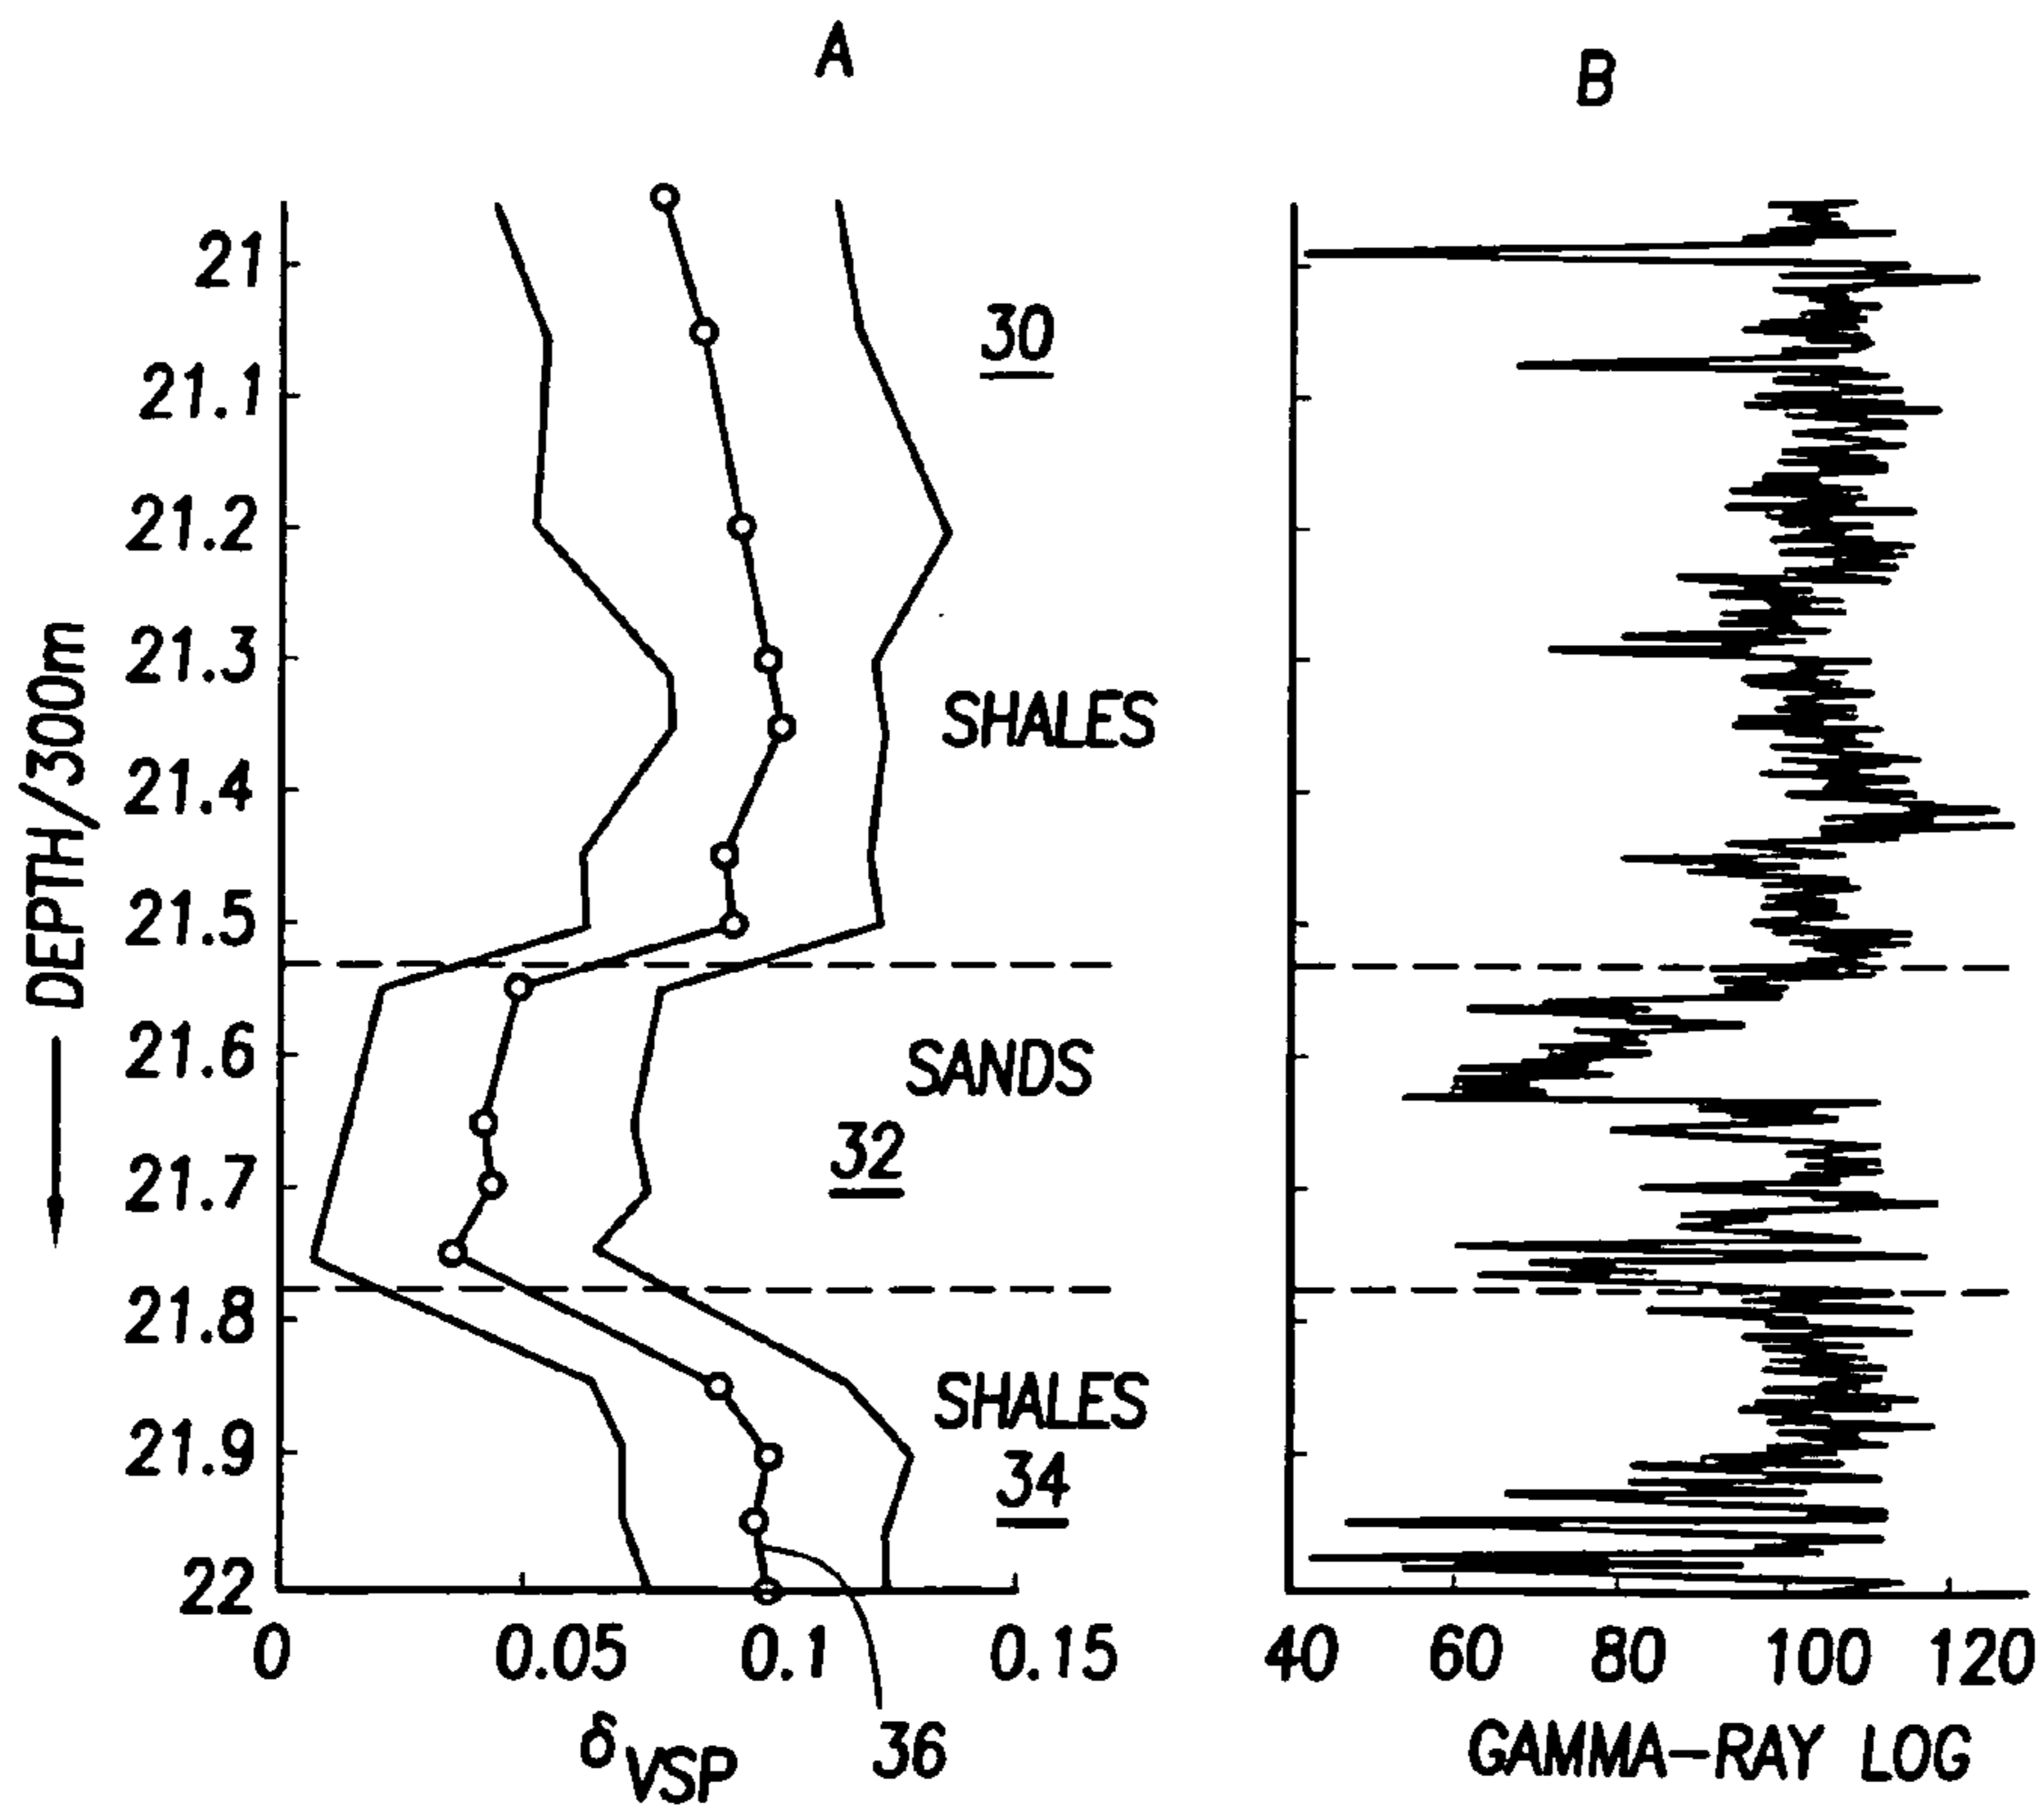 A
B
DEPTH/300m
21
21.1
21.2
21.3
21.4
21.5
21.6
21.7
21.8
21.9
22
30
SHALES
SANDS
32
SHALES
34
0 0.05 0.1 0.15
δVSP
36
40 60 80 100 120
GAMMA-RAY LOG